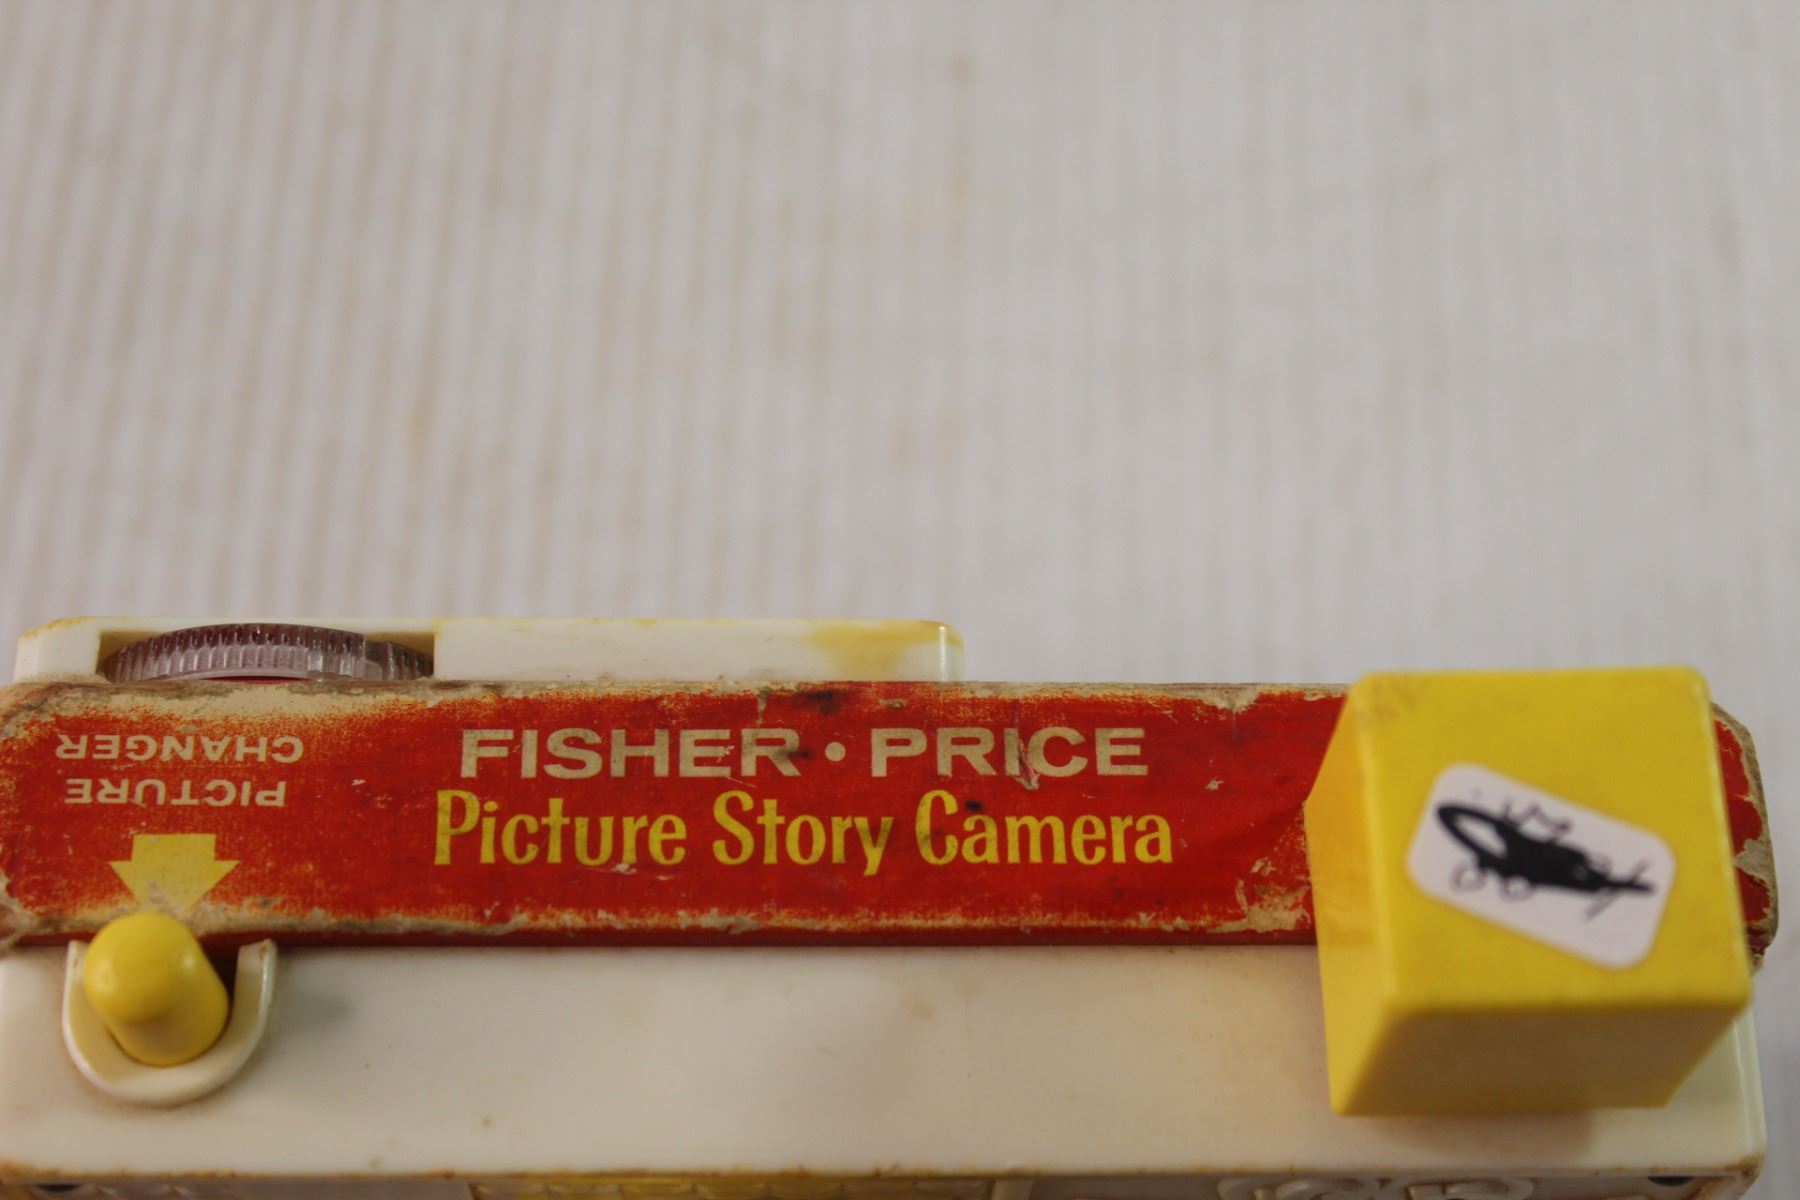 FISHER·PRICE
Picture Story Camera
PICTURE
CHANGER